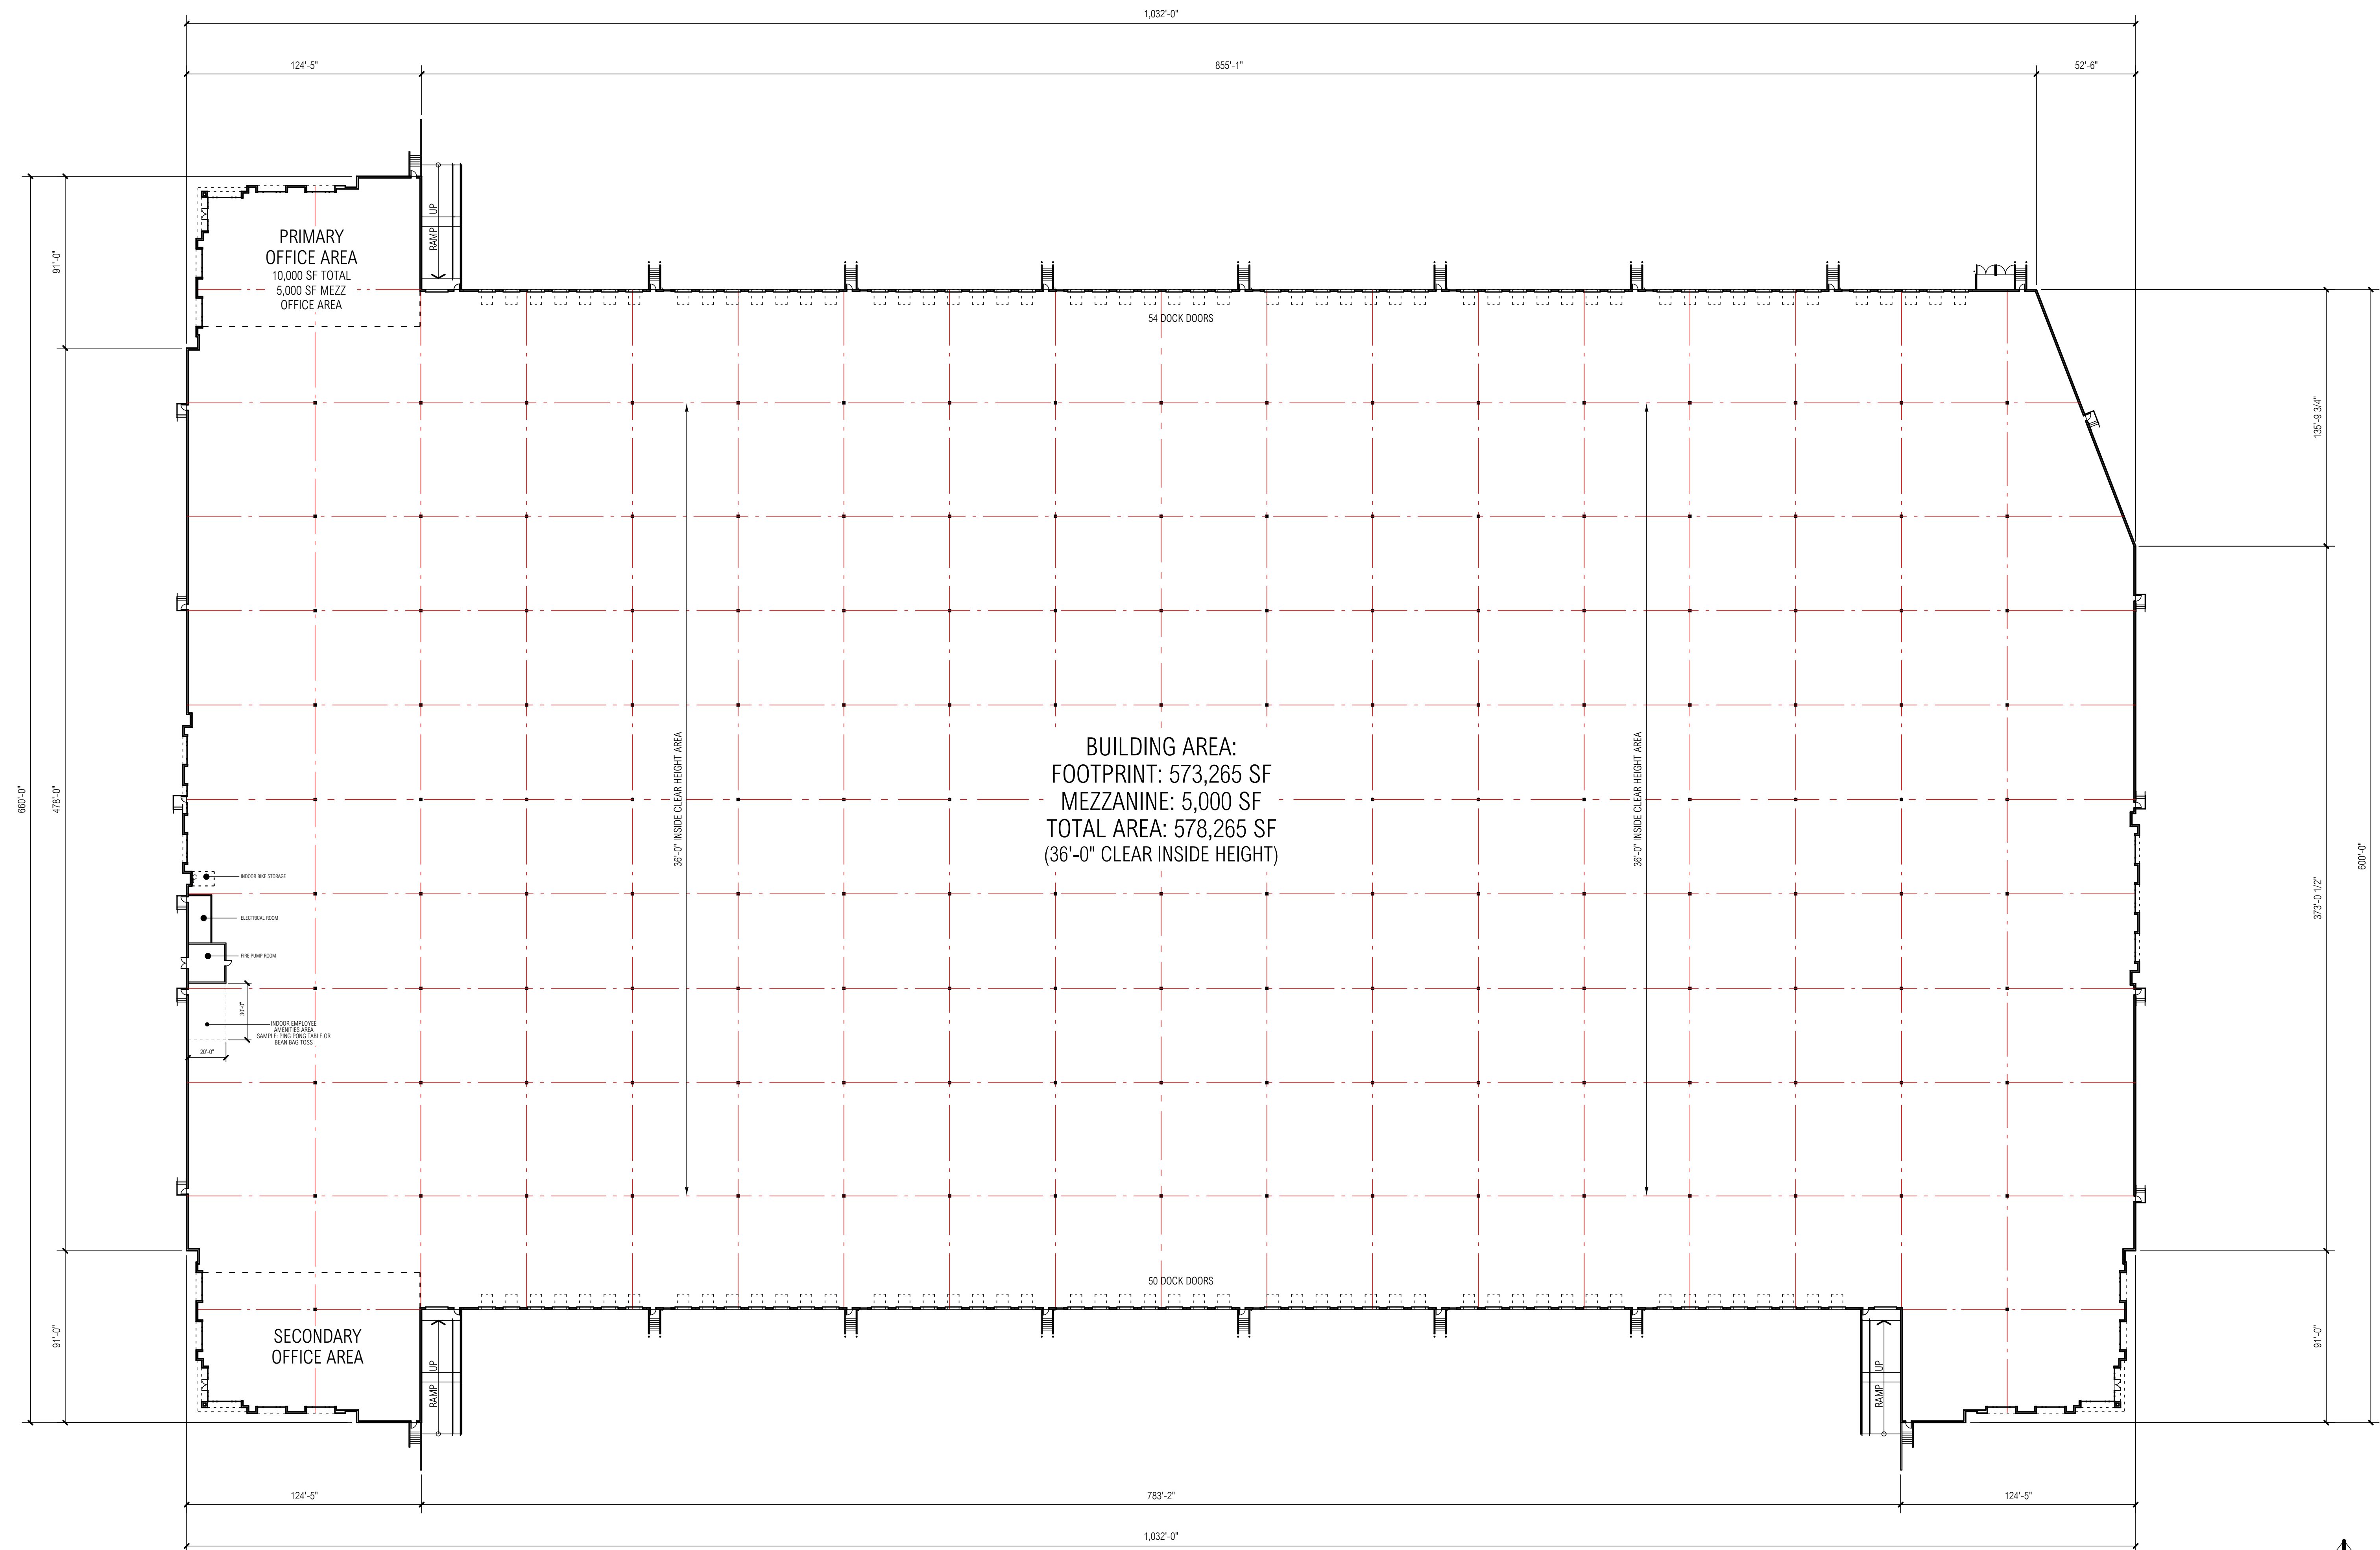 1,032'-0"
124'-5"
855'-1"
52'-6"
RAMP UP
PRIMARY
OFFICE AREA
10,000 SF TOTAL
5,000 SF MEZZ
OFFICE AREA
91'-0"
54 DOCK DOORS
135'-9 3/4"
36'-0" INSIDE CLEAR HEIGHT AREA
36'-0" INSIDE CLEAR HEIGHT AREA
BUILDING AREA:
FOOTPRINT: 573,265 SF
MEZZANINE: 5,000 SF
TOTAL AREA: 578,265 SF
(36'-0" CLEAR INSIDE HEIGHT)
660'-0"
478'-0"
600'-0"
373'-0 1/2"
INDOOR BIKE STORAGE
ELECTRICAL ROOM
FIRE PUMP ROOM
30'-0"
INDOOR EMPLOYEE
AMENITIES AREA
SAMPLE: PING PONG TABLE OR
BEAN BAG TOSS
20'-0"
50 DOCK DOORS
91'-0"
SECONDARY
OFFICE AREA
RAMP UP
RAMP UP
91'-0"
124'-5"
783'-2"
124'-5"
1,032'-0"